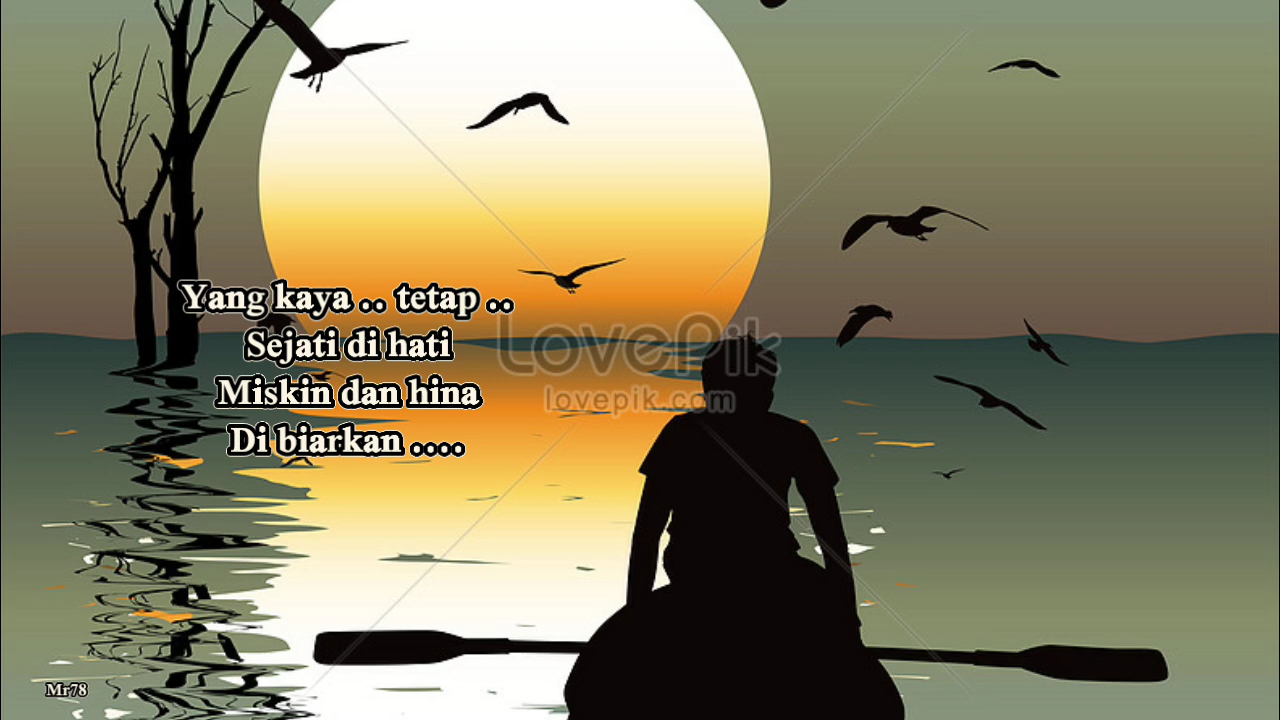 Yang kaya .. tetap ..
Sejati di hati
Miskin dan hina
Di biarkan ....
LovePik
lovepik.com
Mr78